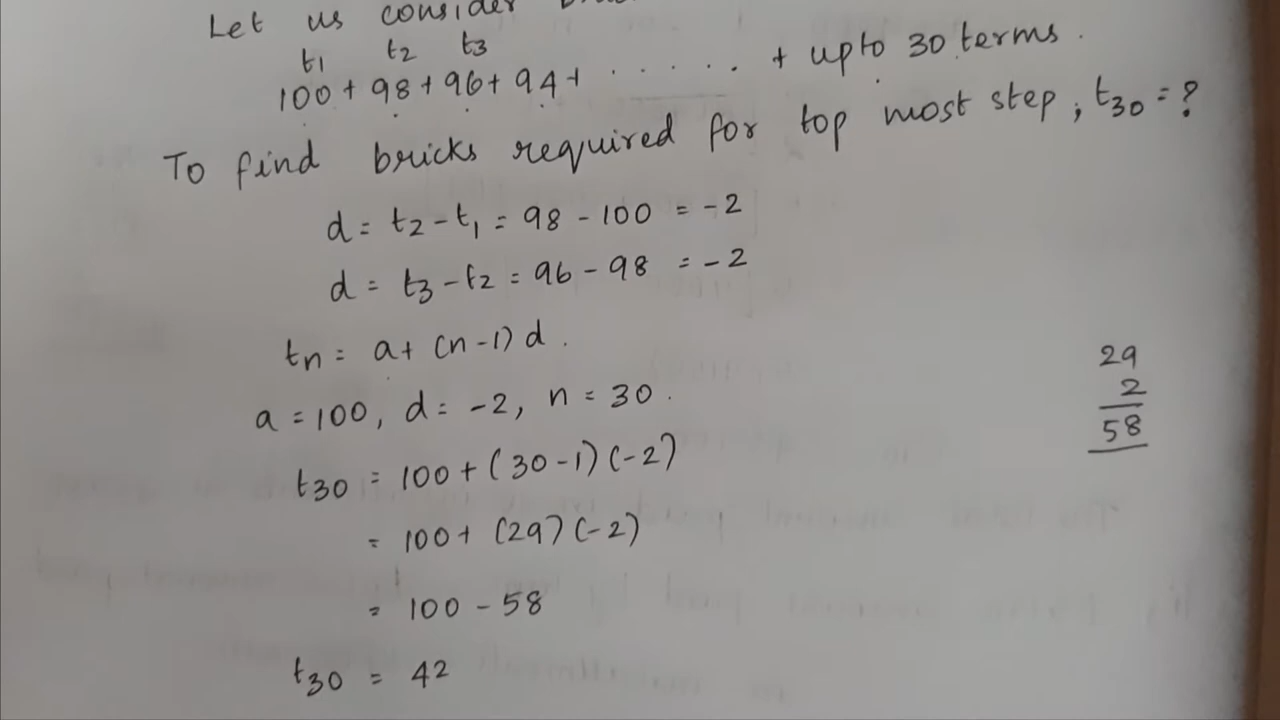 Let us consider
t1 t2 t3
100 + 98 + 96 + 94 + . . . . . . + upto 30 terms .
To find bricks required for top most step ; t30 = ?
d = t2 - t1 = 98 - 100 = -2
d = t3 - t2 = 96 - 98 = -2
tn = a + (n-1) d .
a = 100, d = -2, n = 30 .
t30 = 100 + (30-1) (-2)
= 100 + (29) (-2)
= 100 - 58
t30 = 42
29
2
58